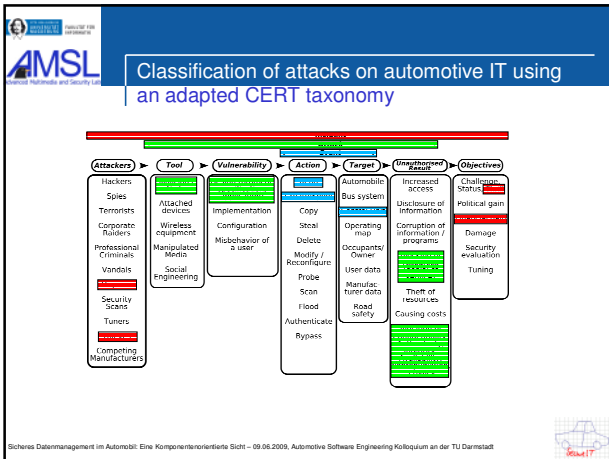 AMSL
Advanced Multimedia and Security Lab
Classification of attacks on automotive IT using
an adapted CERT taxonomy
Attackers
Tool
Vulnerability
Action
Target
Unauthorised
Result
Objectives
Hackers
Spies
Terrorists
Corporate
Raiders
Professional
Criminals
Vandals
Security
Scans
Tuners
Competing
Manufacturers
Attached
devices
Wireless
equipment
Manipulated
Media
Social
Engineering
Implementation
Configuration
Misbehavior of
a user
Copy
Steal
Delete
Modify /
Reconfigure
Probe
Scan
Flood
Authenticate
Bypass
Automobile
Bus system
Operating
map
Occupants/
Owner
User data
Manufac
turer data
Road
safety
Increased
access
Disclosure of
Information
Corruption of
information /
programs
Theft of
resources
Causing costs
Challenge,
Status,
Political gain
Damage
Security
evaluation
Tuning
Sicheres Datenmanagement im Automobil: Eine Komponentenorientierte Sicht – 09.06.2009, Automotive Software Engineering Kolloquium an der TU Darmstadt